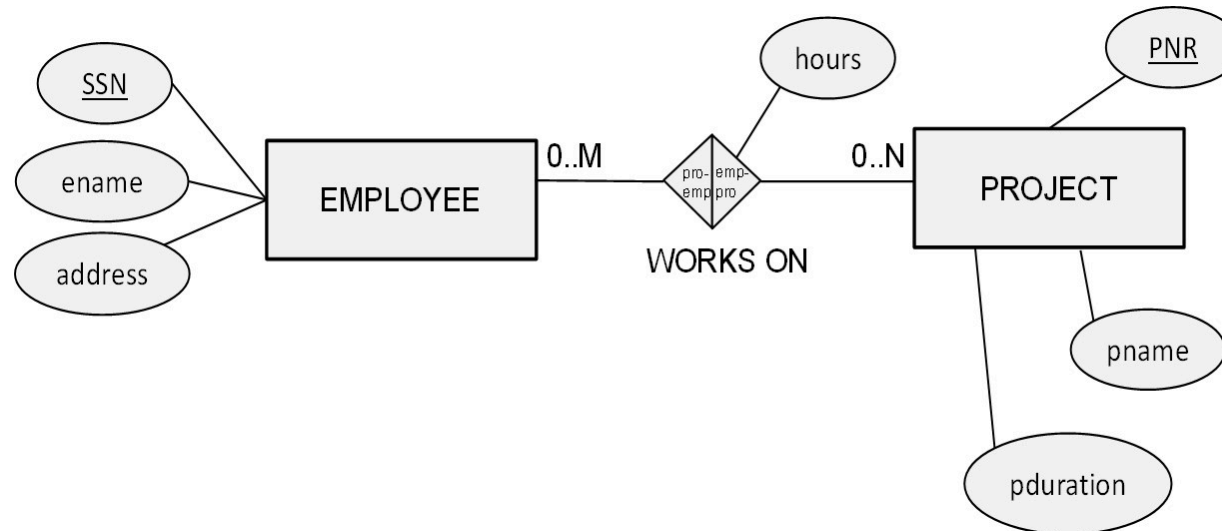 hours
PNR
SSN
0..M
0..N
ename
pro-
emp
emp-
pro
EMPLOYEE
PROJECT
WORKS ON
address
pname
pduration